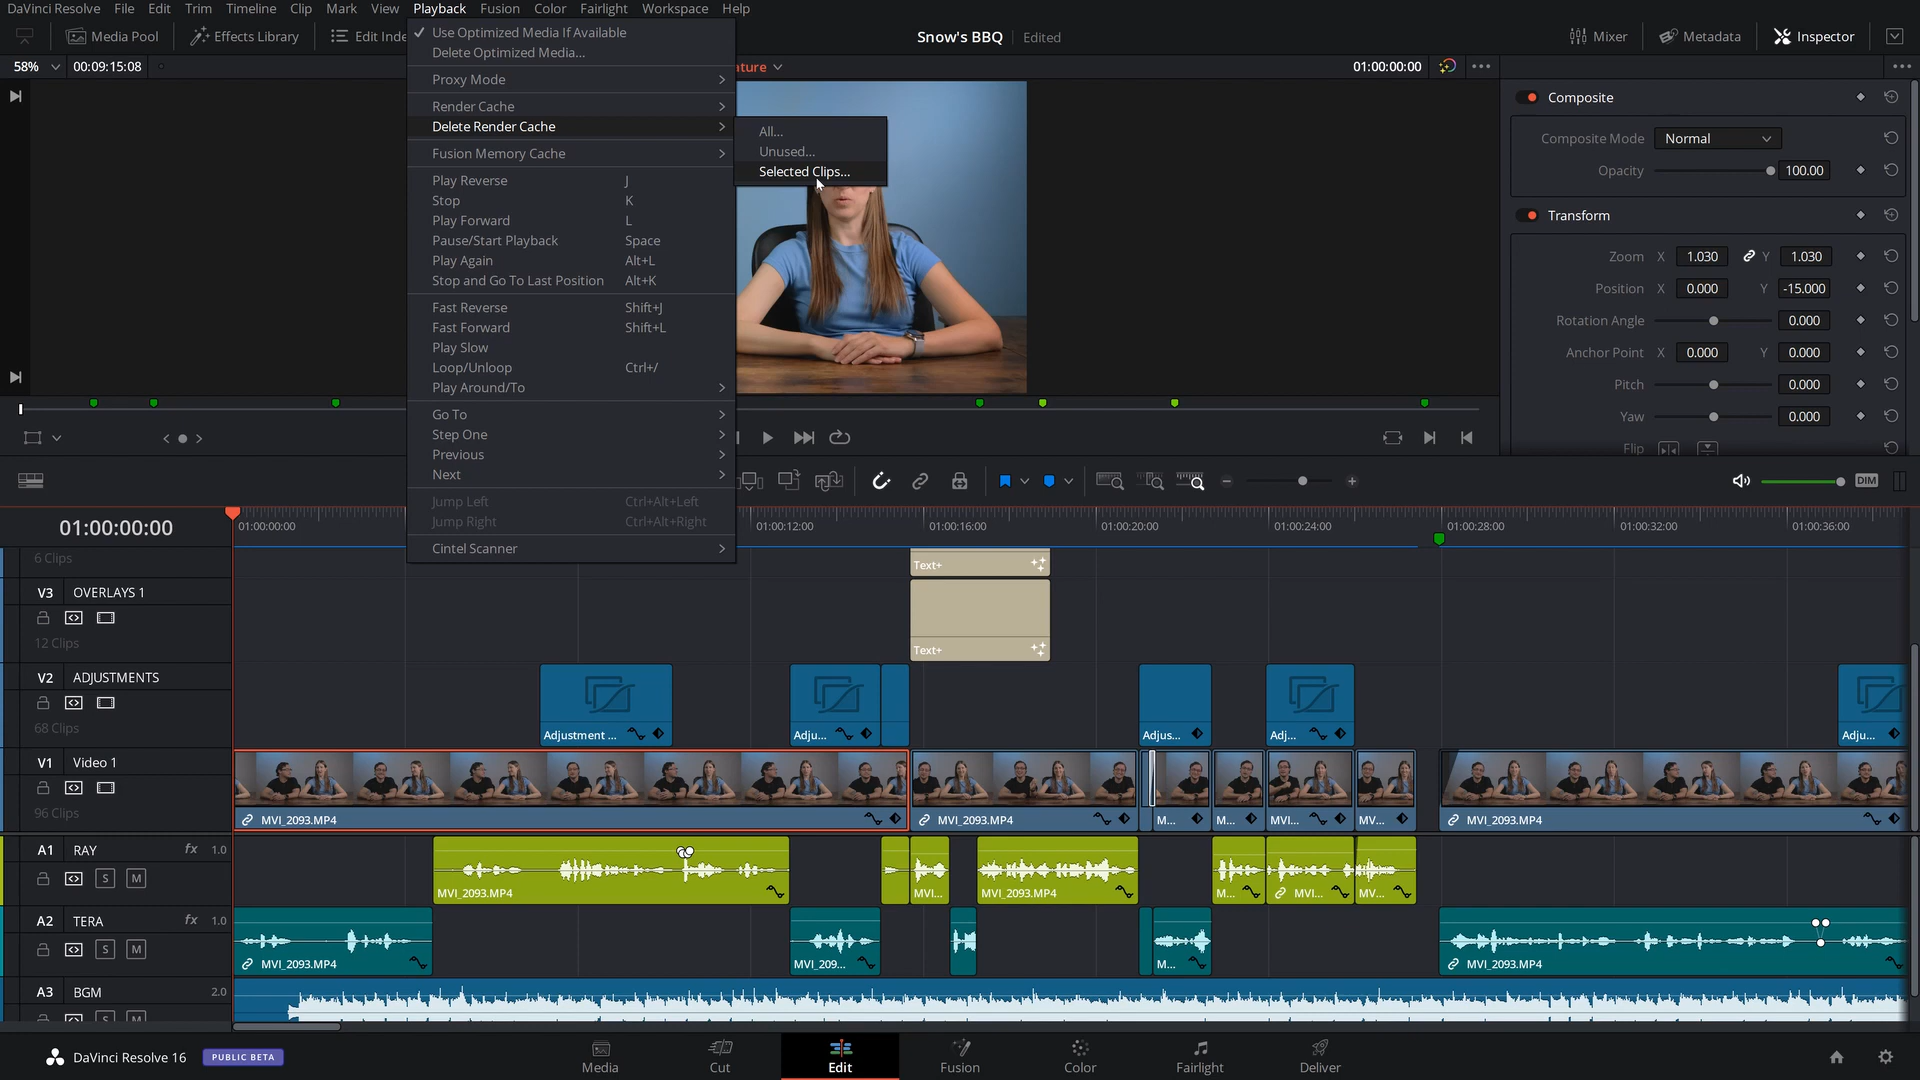 DaVinci Resolve File Edit Trim Timeline Clip Mark View Playback Fusion Color Fairlight Workspace Help
Media Pool Effects Library Edit Inde Snow's BBQ Edited Mixer Metadata Inspector
58% 00:09:15:08 ature 01:00:00:00
Use Optimized Media If Available
Delete Optimized Media...
Proxy Mode
Render Cache
Delete Render Cache
Fusion Memory Cache
Play Reverse J
Stop K
Play Forward L
Pause/Start Playback Space
Play Again Alt+L
Stop and Go To Last Position Alt+K
Fast Reverse Shift+J
Fast Forward Shift+L
Play Slow
Loop/Unloop Ctrl+/
Play Around/To
Go To
Step One
Previous
Next
Jump Left Ctrl+Alt+Left
Jump Right Ctrl+Alt+Right
Cintel Scanner
All...
Unused...
Selected Clips...
Composite
Composite Mode Normal
Opacity 100.00
Transform
Zoom X 1.030 Y 1.030
Position X 0.000 Y -15.000
Rotation Angle 0.000
Anchor Point X 0.000 Y 0.000
Pitch 0.000
Yaw 0.000
Flip
DIM
01:00:00:00 01:00:00:00 01:00:12:00 01:00:16:00 01:00:20:00 01:00:24:00 01:00:28:00 01:00:32:00 01:00:36:00
6 Clips Text+
V3 OVERLAYS 1
12 Clips Text+
V2 ADJUSTMENTS
68 Clips Adjustment ... Adju... Adjus... Adj... Adju...
V1 Video 1
96 Clips MVI_2093.MP4 MVI_2093.MP4 M... M... MVI... MV... MVI_2093.MP4
A1 RAY fx 1.0
S M
MVI_2093.MP4 MVI... MVI_2093.MP4 M... MVI... MV...
A2 TERA fx 1.0
S M
MVI_2093.MP4 MVI_209... M... MVI_2093.MP4
A3 BGM 2.0
S M
DaVinci Resolve 16 PUBLIC BETA Media Cut Edit Fusion Color Fairlight Deliver